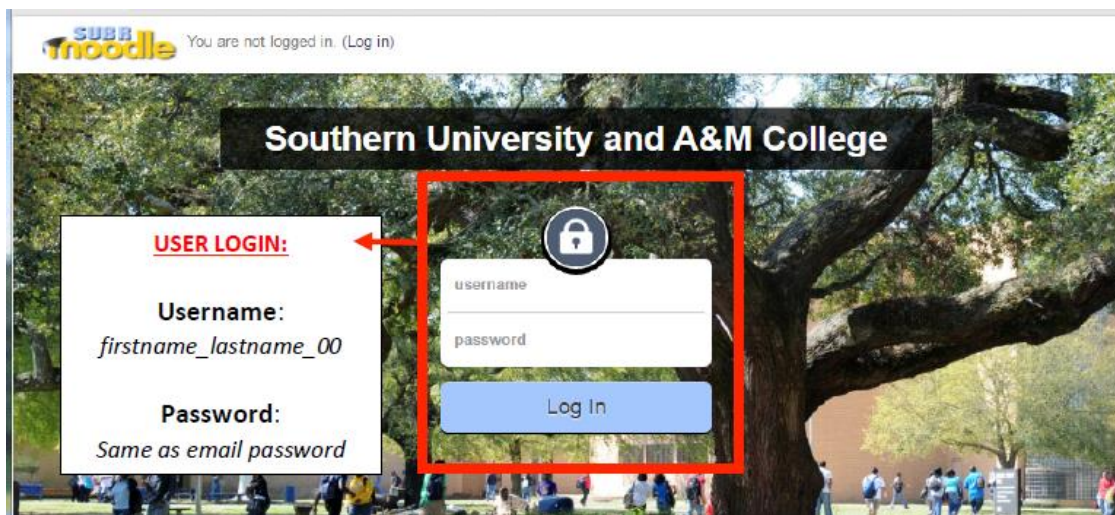 SUBR
moodle
You are not logged in. (Log in)
Southern University and A&M College
USER LOGIN:
Username:
firstname_lastname_00
Password:
Same as email password
username
password
Log In